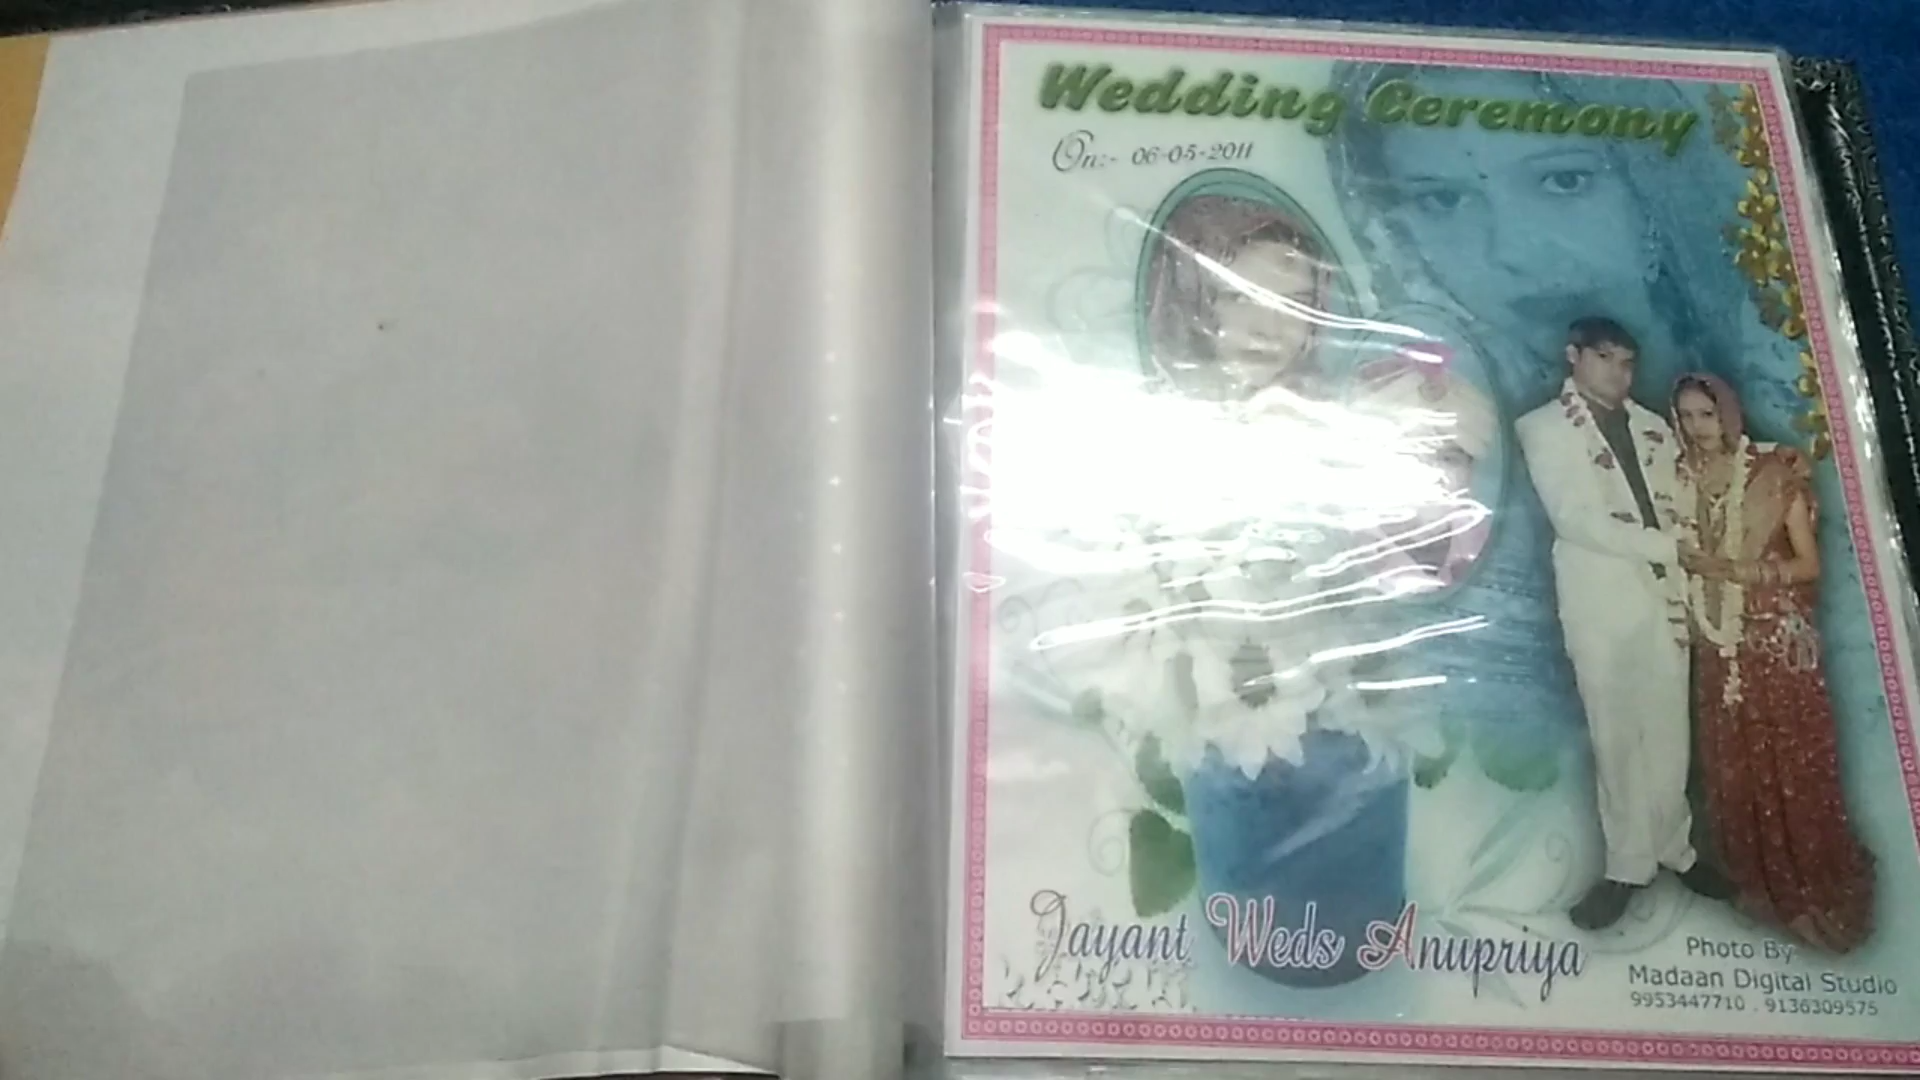 Wedding Ceremony
On:- 06-05-2011
Jayant Weds Anupriya
Photo By
Madaan Digital Studio
9953447710 , 9136309575